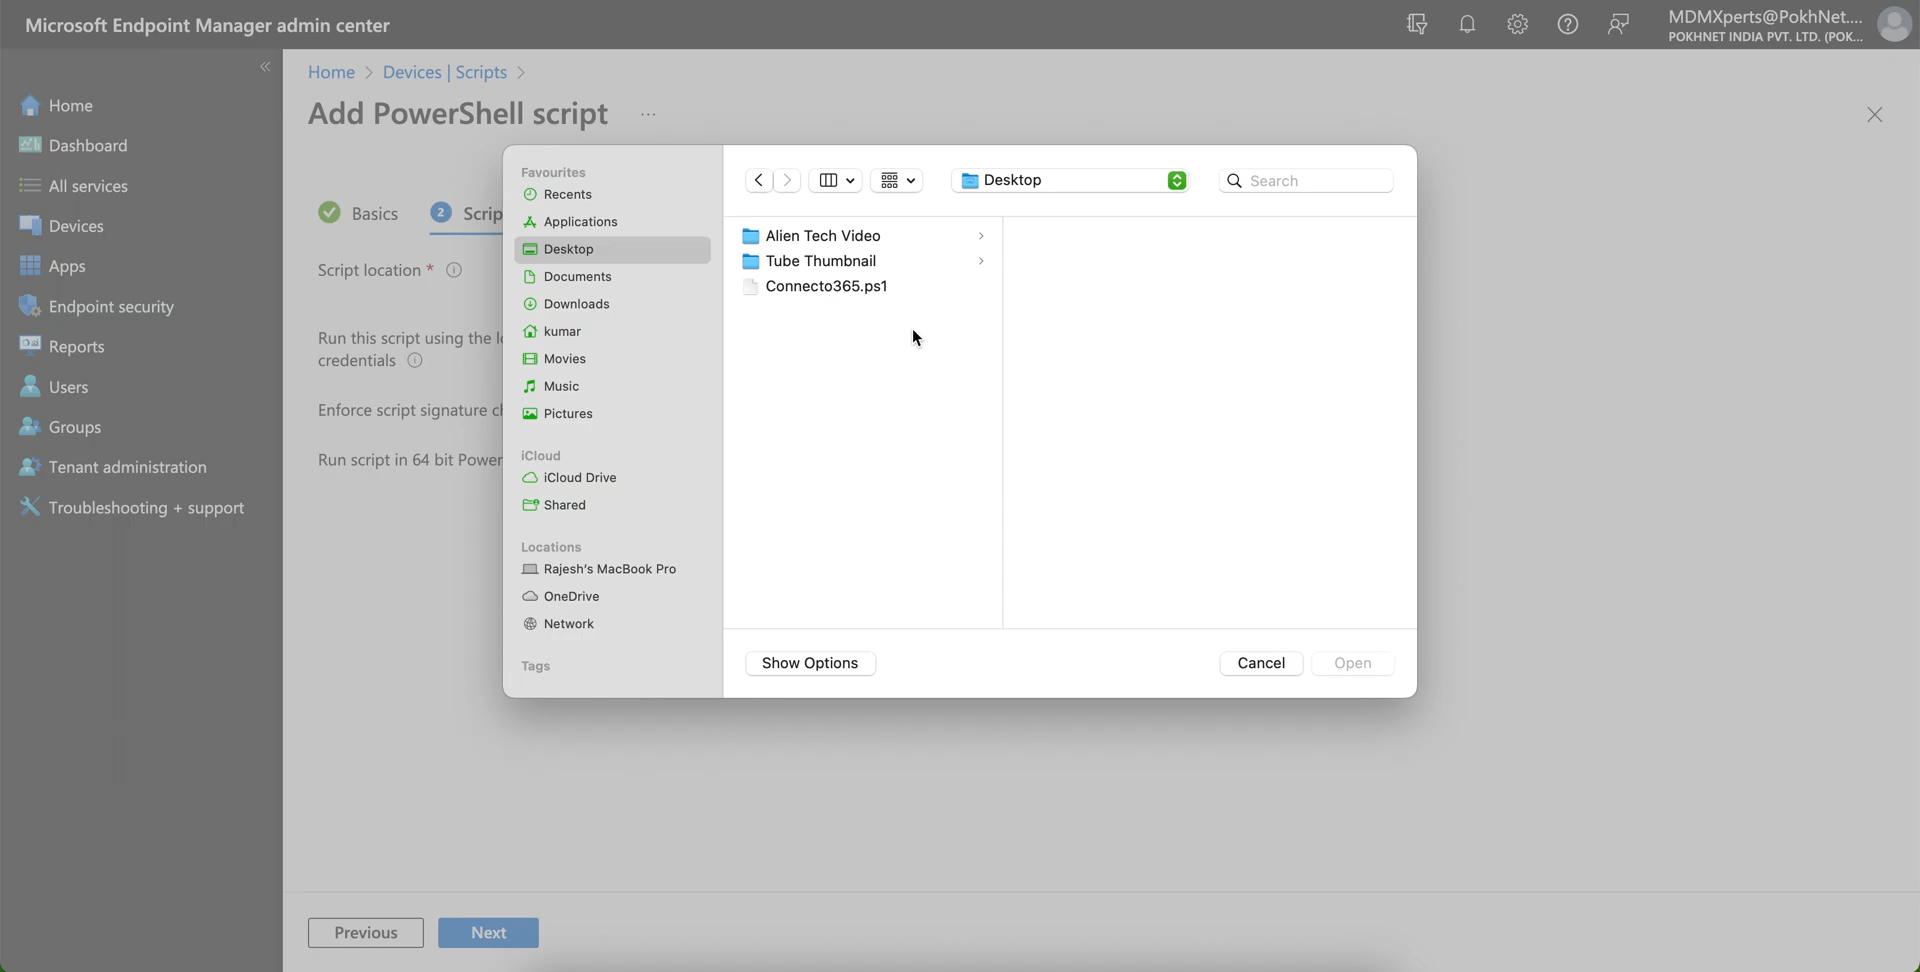 Microsoft Endpoint Manager admin center
MDMXperts@PokhNet....
POKHNET INDIA PVT. LTD. (POK...
Home
Dashboard
All services
Devices
Apps
Endpoint security
Reports
Users
Groups
Tenant administration
Troubleshooting + support
Home > Devices | Scripts >
Add PowerShell script ...
Basics
2 Scrip
Script location *
Run this script using the lo
credentials
Enforce script signature ch
Run script in 64 bit Power
Favourites
Recents
Applications
Desktop
Documents
Downloads
kumar
Movies
Music
Pictures
iCloud
iCloud Drive
Shared
Locations
Rajesh's MacBook Pro
OneDrive
Network
Tags
Desktop
Search
Alien Tech Video
Tube Thumbnail
Connecto365.ps1
Show Options
Cancel
Open
Previous
Next